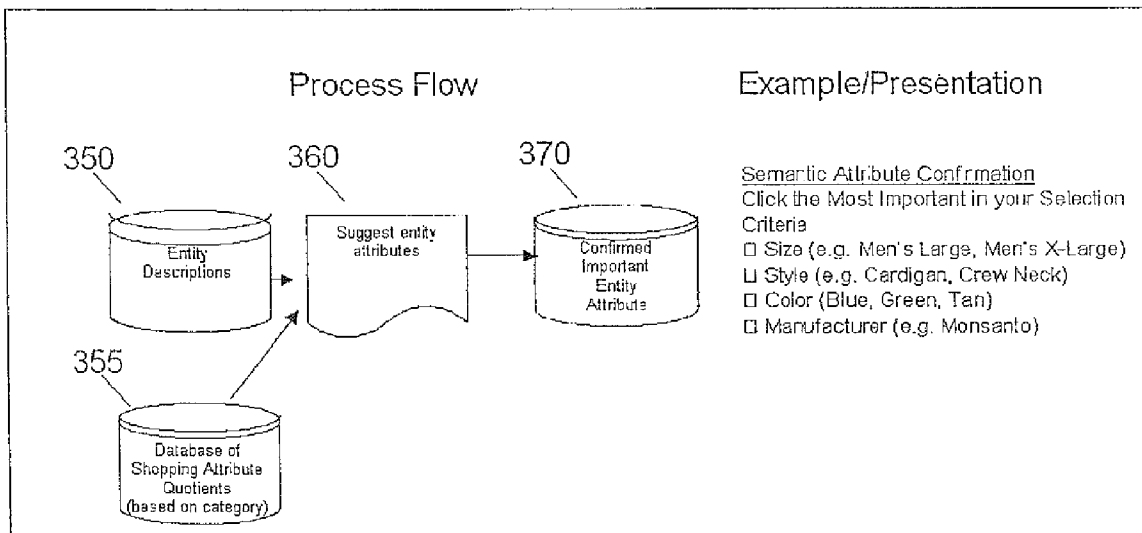 Process Flow
Example/Presentation
350
360
370
Entity
Descriptions
Suggest entity
attributes
Confirmed
Important
Entity
Attribute
355
Database of
Shopping Attribute
Quotients
(based on category)
Semantic Attribute Confirmation
Click the Most Important in your Selection
Criteria
□ Size (e.g. Men's Large, Men's X-Large)
□ Style (e.g. Cardigan, Crew Neck)
□ Color (Blue, Green, Tan)
□ Manufacturer (e.g. Monsanto)